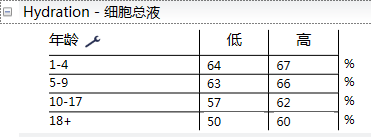 Hydration - 细胞总液
年龄 低 高
1-4 64 67 %
5-9 63 66 %
10-17 57 62 %
18+ 50 60 %